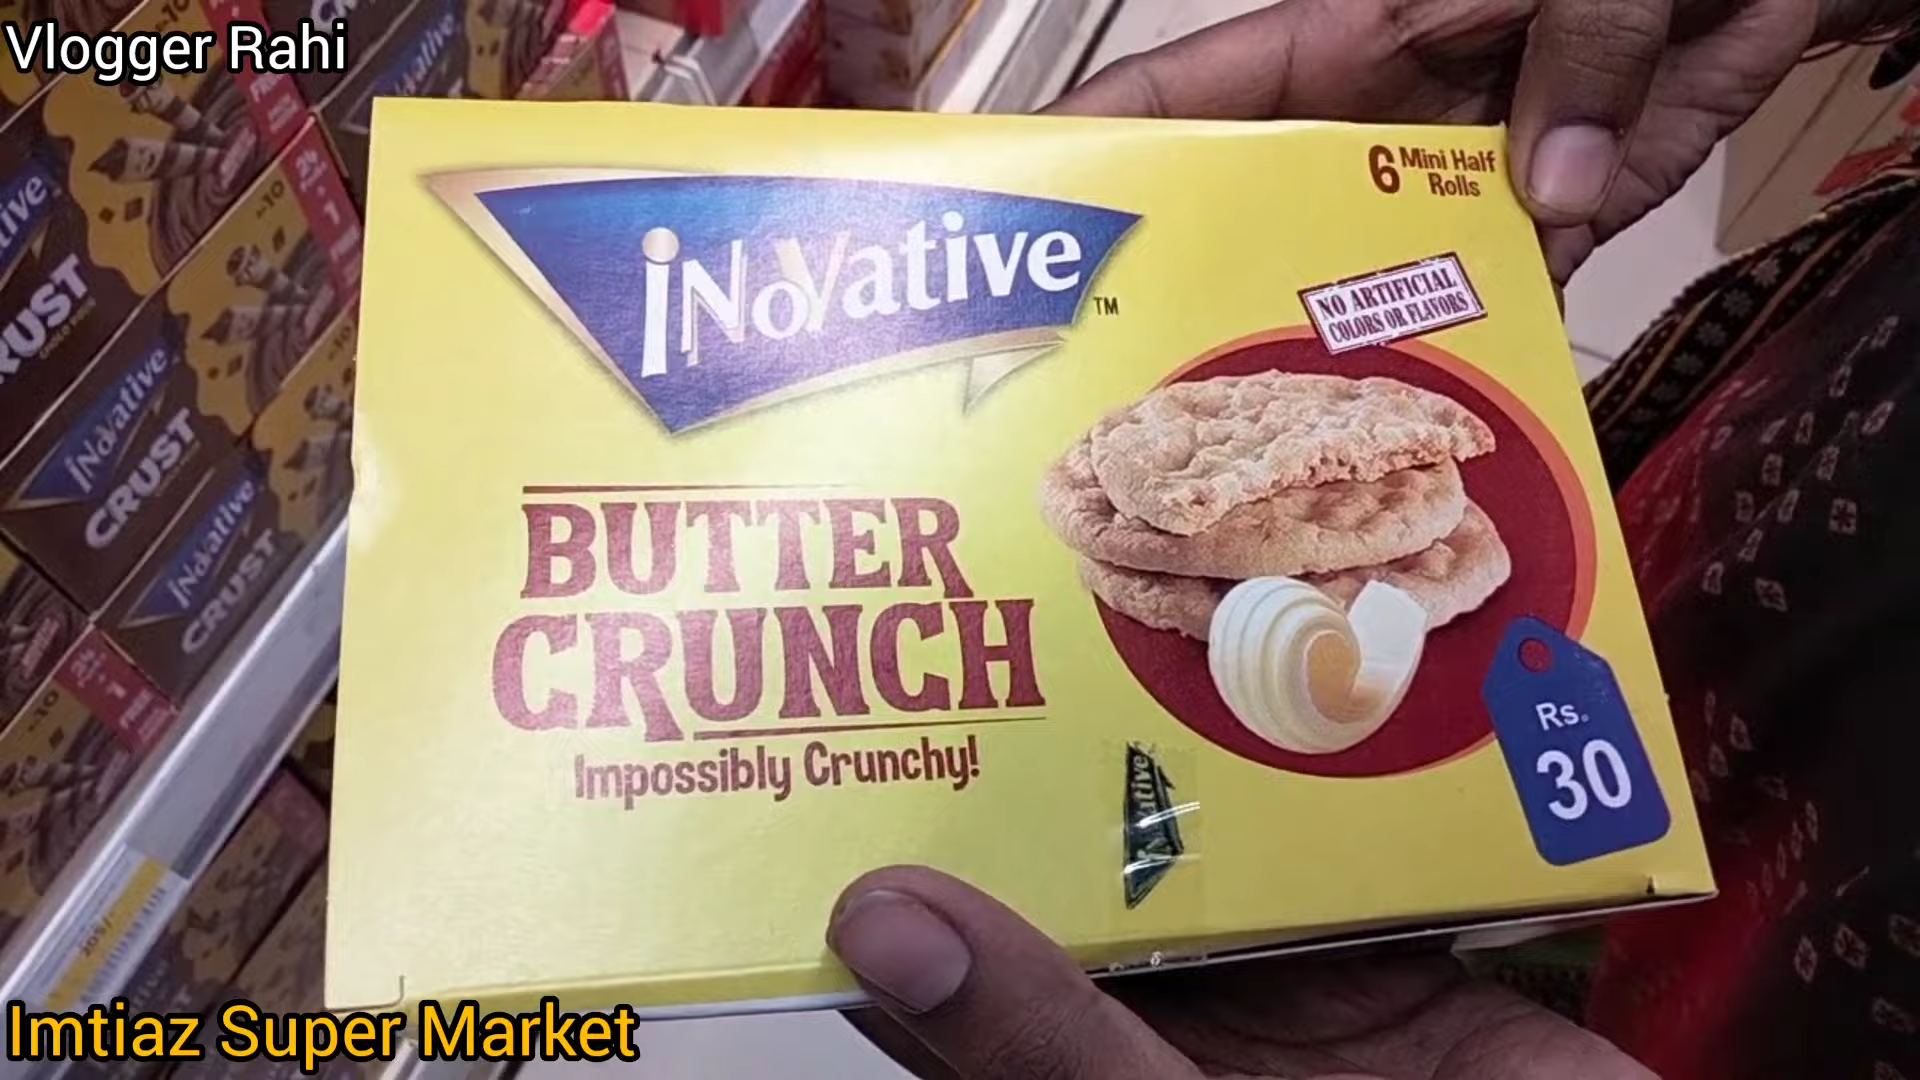 Vlogger Rahi
iNovative
TM
6 Mini Half
Rolls
NO ARTIFICIAL
COLORS OR FLAVORS
BUTTER
CRUNCH
Impossibly Crunchy!
Rs.
30
iNovative
CRUST
iNovative
CRUST
Imtiaz Super Market